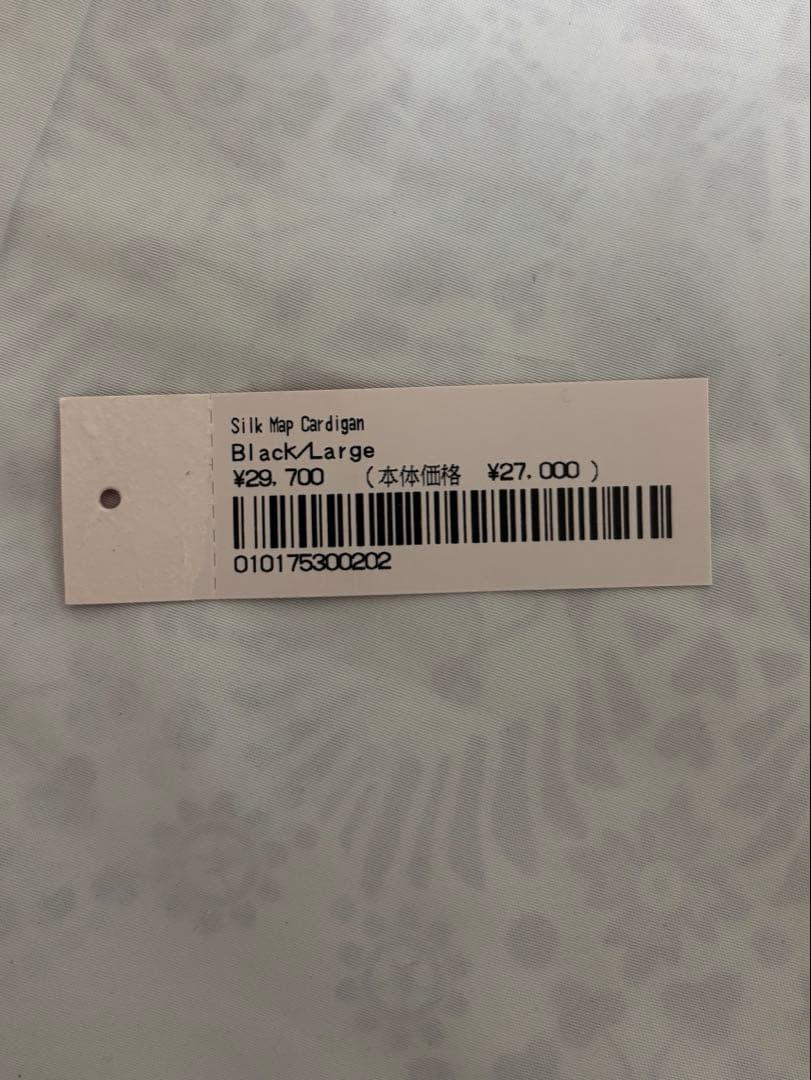 Silk Map Cardigan
Black/Large
¥29,700 (本体価格 ¥27,000)
010175300202